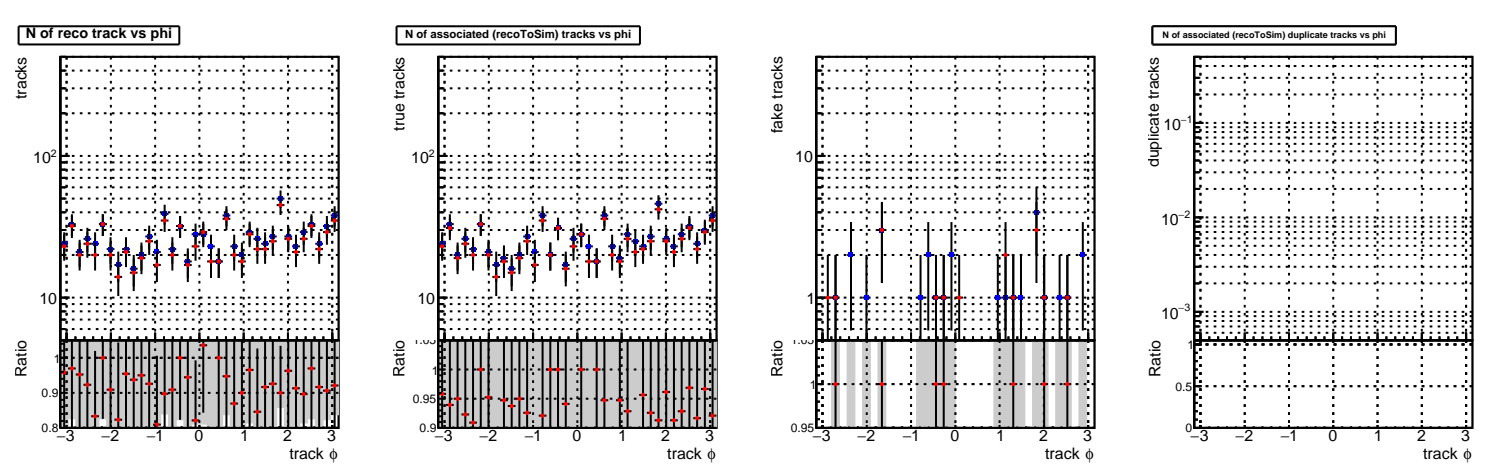 N of reco track vs phi
tracks
10²
10
Ratio
1
0.9
0.8
−3 −2 −1 0 1 2 3
track ϕ
N of associated (recoToSim) tracks vs phi
true tracks
10²
10
Ratio
1
0.95
0.9
−3 −2 −1 0 1 2 3
track ϕ
fake tracks
10
1
Ratio
1
0.95
−3 −2 −1 0 1 2 3
track ϕ
N of associated (recoToSim) duplicate tracks vs phi
duplicate tracks
10⁻¹
10⁻²
10⁻³
Ratio
1
0.5
0
−3 −2 −1 0 1 2 3
track ϕ